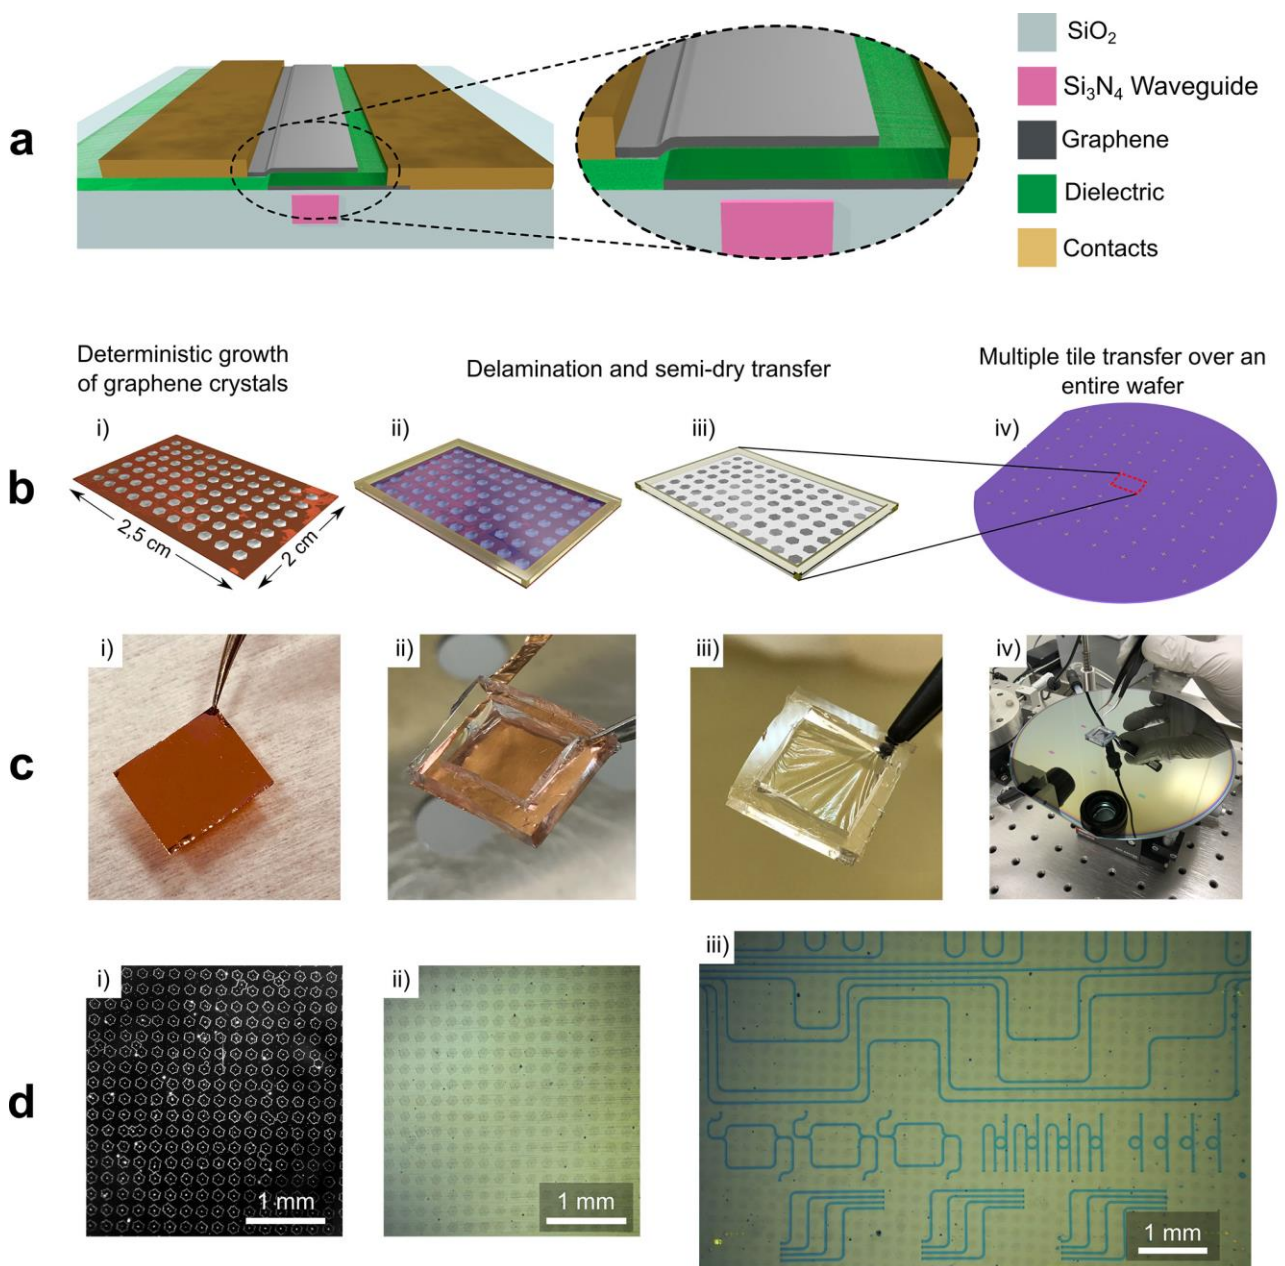 a
SiO₂
Si₃N₄ Waveguide
Graphene
Dielectric
Contacts
b
Deterministic growth
of graphene crystals
Delamination and semi-dry transfer
Multiple tile transfer over an
entire wafer
i)
ii)
iii)
iv)
2,5 cm
2 cm
c
i)
ii)
iii)
iv)
d
i)
ii)
iii)
1 mm
1 mm
1 mm